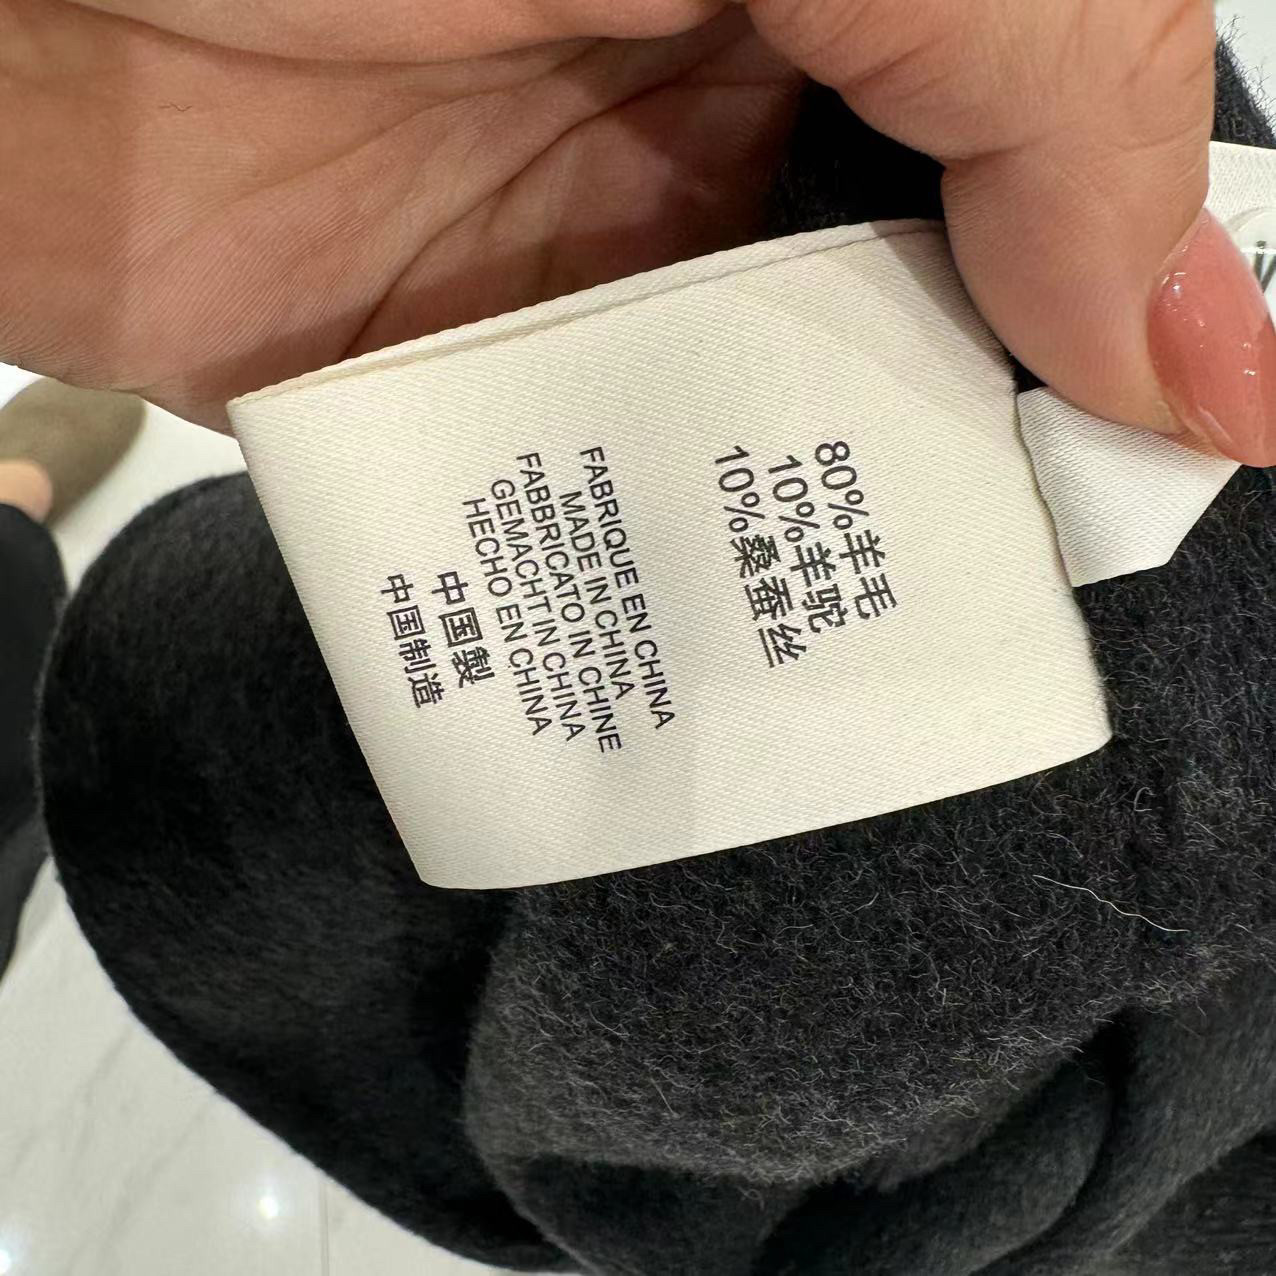 80%羊毛
10%羊驼
10%桑蚕丝
FABRIQUE EN CHINA
MADE IN CHINA
FABBRICATO IN CHINE
GEMACHT IN CHINA
HECHO EN CHINA
中国製
中国制造